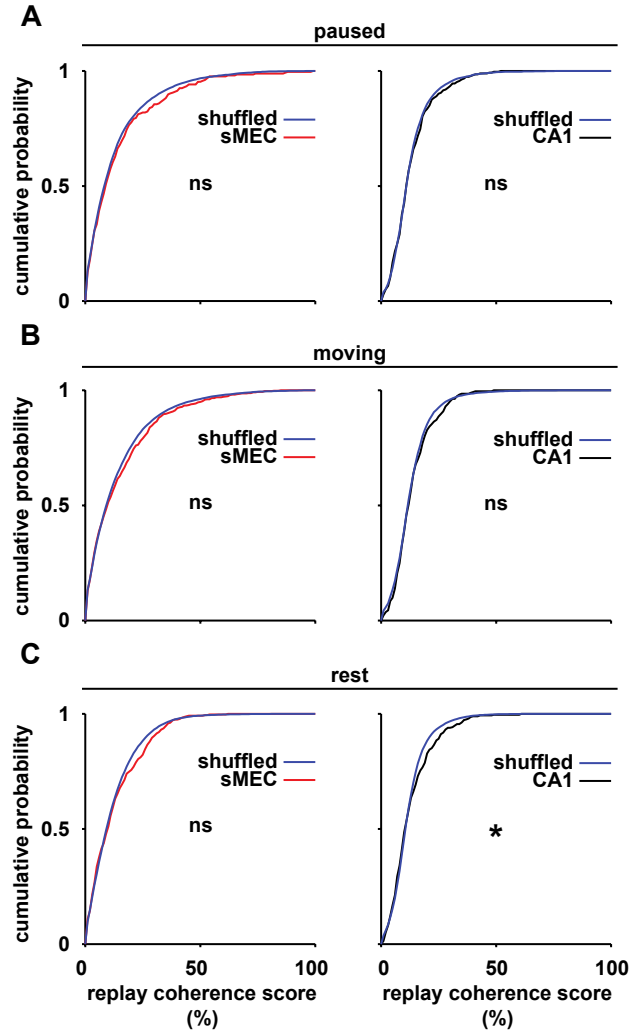 A
paused
cumulative probability
1
0.5
0
shuffled
sMEC
ns
shuffled
CA1
ns
B
moving
cumulative probability
1
0.5
0
shuffled
sMEC
ns
shuffled
CA1
ns
C
rest
cumulative probability
1
0.5
0
shuffled
sMEC
ns
shuffled
CA1
*
0 50 100
0 50 100
replay coherence score
(%)
replay coherence score
(%)